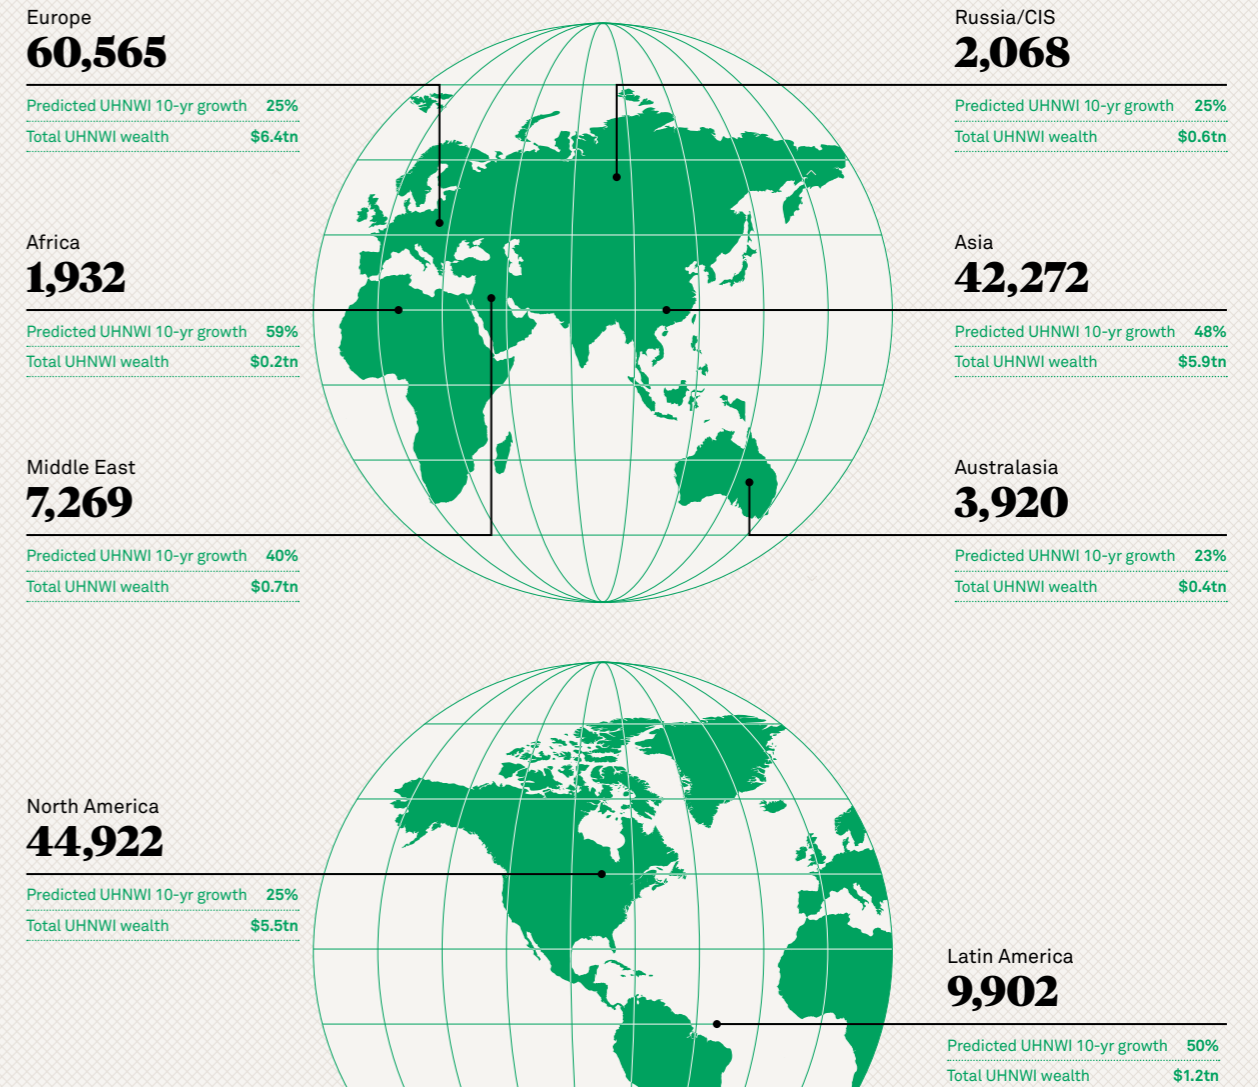 Europe
60,565
Predicted UHNWI 10-yr growth 25%
Total UHNWI wealth $6.4tn
Russia/CIS
2,068
Predicted UHNWI 10-yr growth 25%
Total UHNWI wealth $0.6tn
Africa
1,932
Predicted UHNWI 10-yr growth 59%
Total UHNWI wealth $0.2tn
Asia
42,272
Predicted UHNWI 10-yr growth 48%
Total UHNWI wealth $5.9tn
Middle East
7,269
Predicted UHNWI 10-yr growth 40%
Total UHNWI wealth $0.7tn
Australasia
3,920
Predicted UHNWI 10-yr growth 23%
Total UHNWI wealth $0.4tn
North America
44,922
Predicted UHNWI 10-yr growth 25%
Total UHNWI wealth $5.5tn
Latin America
9,902
Predicted UHNWI 10-yr growth 50%
Total UHNWI wealth $1.2tn